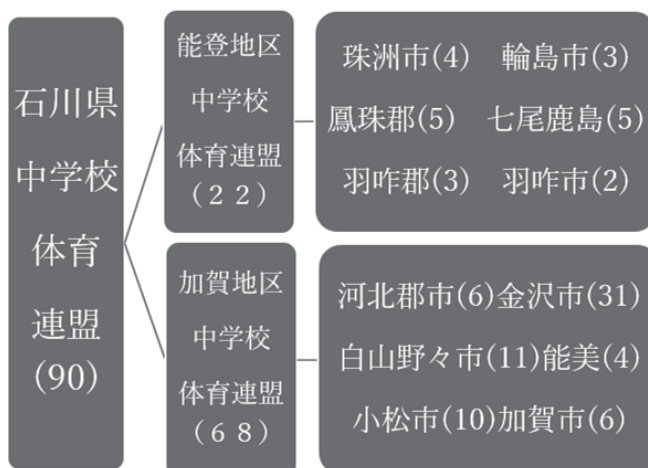 石川県
中学校
体育
連盟
(90)
能登地区
中学校
体育連盟
(２２)
珠洲市(4) 輪島市(3)
鳳珠郡(5) 七尾鹿島(5)
羽咋郡(3) 羽咋市(2)
加賀地区
中学校
体育連盟
(６８)
河北郡市(6)金沢市(31)
白山野々市(11)能美(4)
小松市(10)加賀市(6)